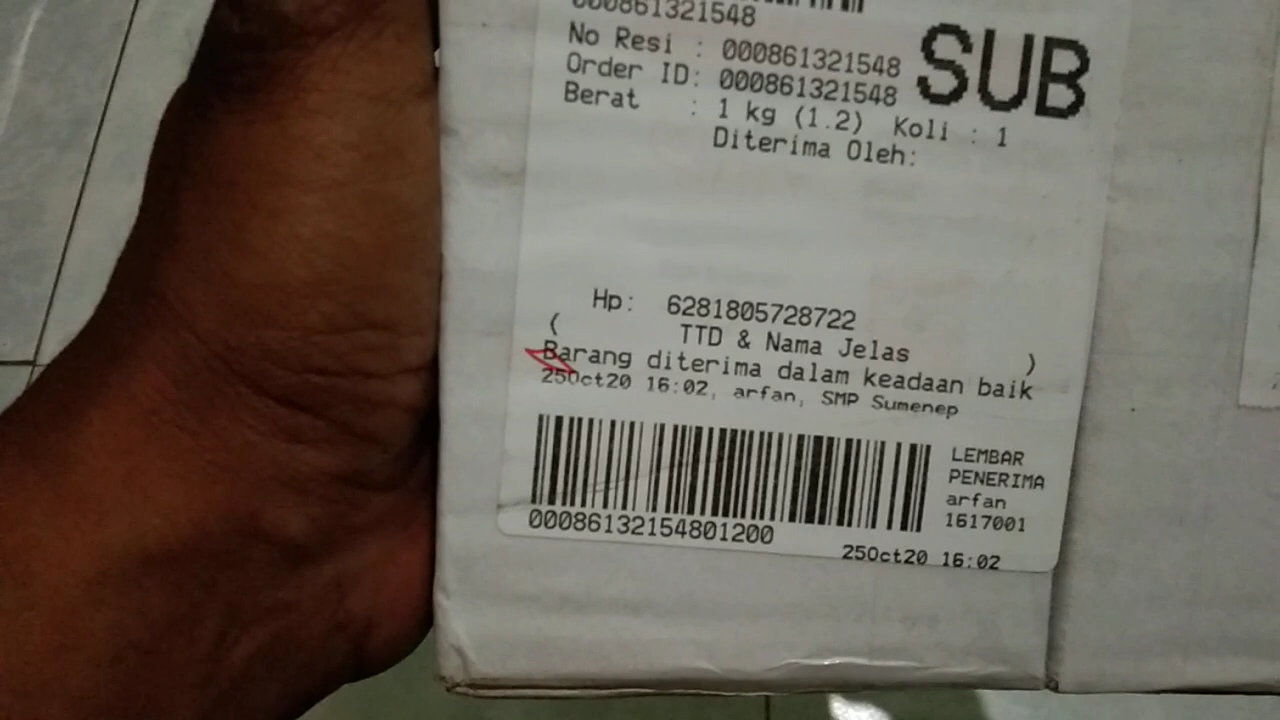 000861321548
No Resi : 000861321548
SUB
Order ID: 000861321548
Berat : 1 kg (1.2) Koli : 1
Diterima Oleh:
Hp: 6281805728722
( TTD & Nama Jelas )
Barang diterima dalam keadaan baik
25Oct20 16:02, arfan, SMP Sumenep
LEMBAR
PENERIMA
arfan
1617001
00086132154801200
25Oct20 16:02